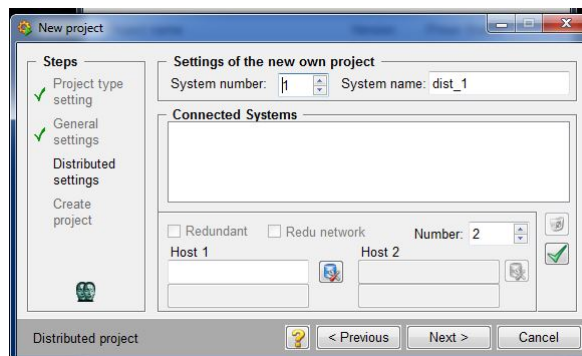 New project
Steps
Project type
setting
General
settings
Distributed
settings
Create
project
Settings of the new own project
System number: 1 System name: dist_1
Connected Systems
Redundant Redu network Number: 2
Host 1 Host 2
Distributed project ? < Previous Next > Cancel